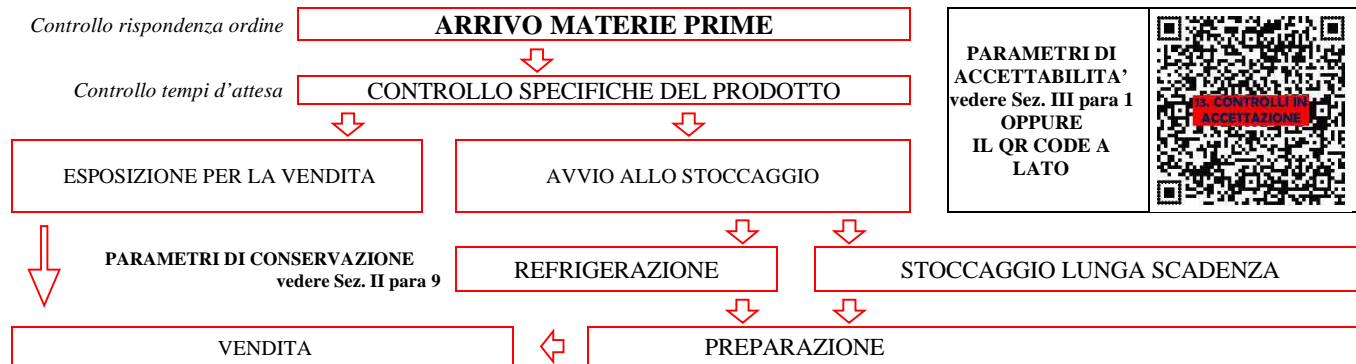 Controllo rispondenza ordine
ARRIVO MATERIE PRIME
Controllo tempi d'attesa
CONTROLLO SPECIFICHE DEL PRODOTTO
PARAMETRI DI
ACCETTABILITA’
vedere Sez. III para 1
OPPURE
IL QR CODE A
LATO
13. CONTROLLI IN
ACCETTAZIONE
ESPOSIZIONE PER LA VENDITA
AVVIO ALLO STOCCAGGIO
PARAMETRI DI CONSERVAZIONE
vedere Sez. II para 9
REFRIGERAZIONE
STOCCAGGIO LUNGA SCADENZA
VENDITA
PREPARAZIONE